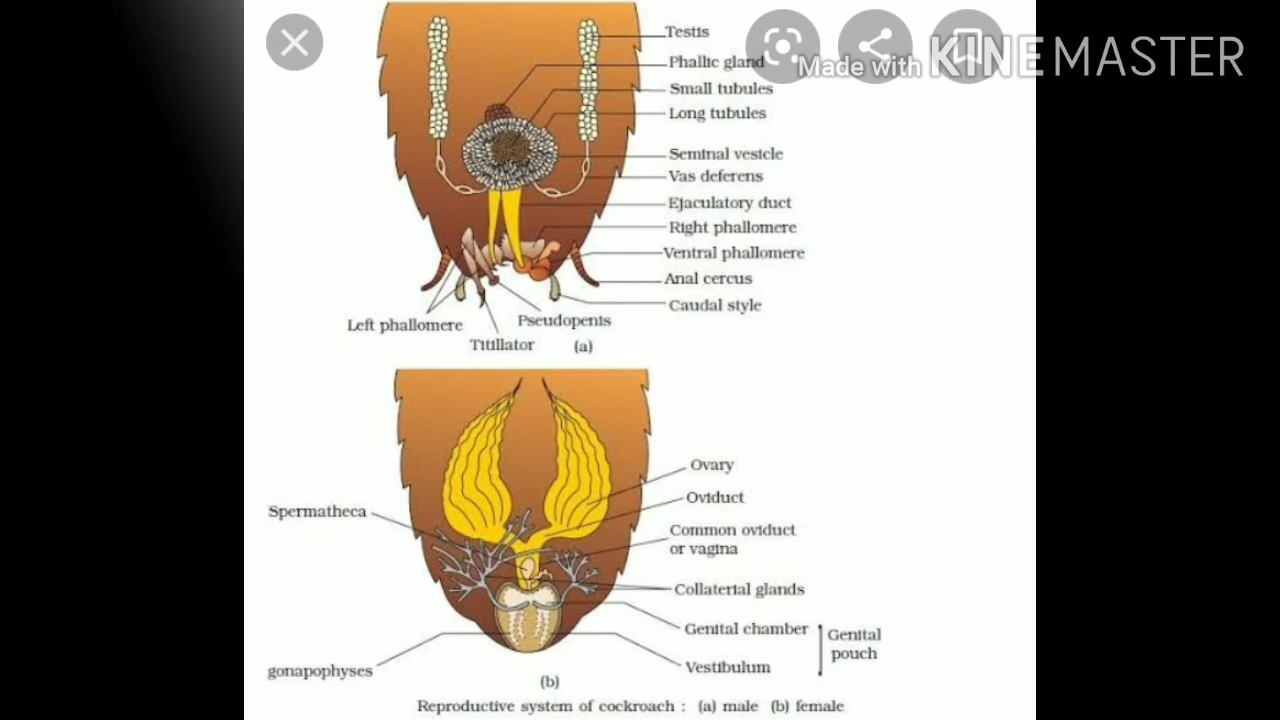 Testis
Phallic gland
Made with KINEMASTER
Small tubules
Long tubules
Seminal vesicle
Vas deferens
Ejaculatory duct
Right phallomere
Ventral phallomere
Anal cercus
Caudal style
Left phallomere
Pseudopenis
Titillator
(a)
Ovary
Oviduct
Spermatheca
Common oviduct
or vagina
Collaterial glands
Genital chamber
Genital
pouch
Vestibulum
gonapophyses
(b)
Reproductive system of cockroach : (a) male (b) female